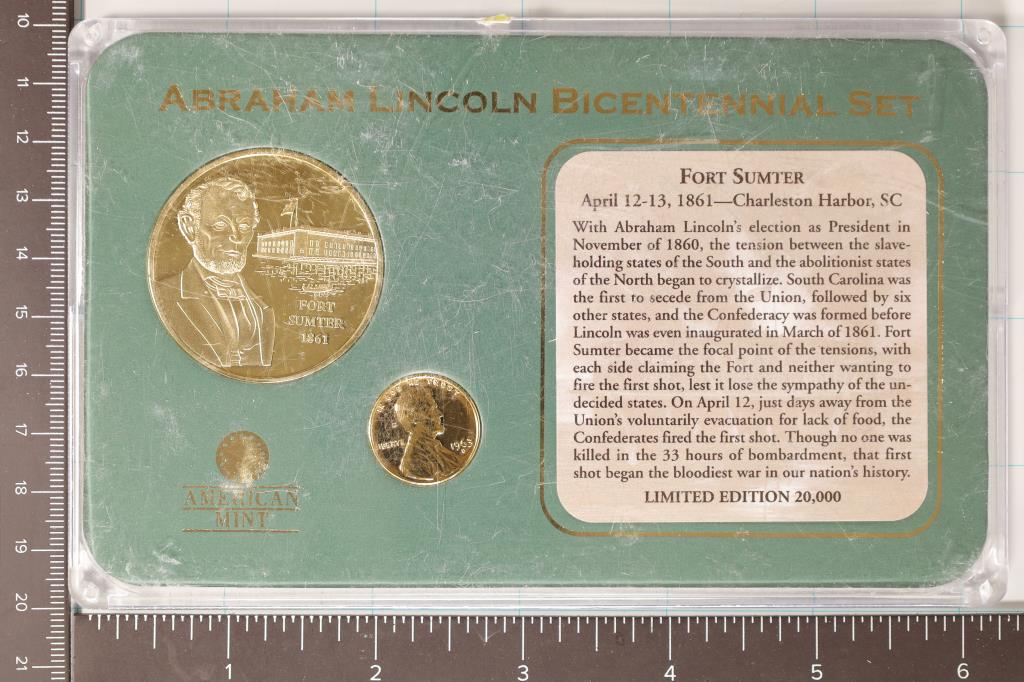 ABRAHAM LINCOLN BICENTENNIAL SET
FORT
SUMTER
1861
LIBERTY
1963
D
AMERICAN
MINT
FORT SUMTER
April 12-13, 1861—Charleston Harbor, SC
With Abraham Lincoln's election as President in
November of 1860, the tension between the slave-
holding states of the South and the abolitionist states
of the North began to crystallize. South Carolina was
the first to secede from the Union, followed by six
other states, and the Confederacy was formed before
Lincoln was even inaugurated in March of 1861. Fort
Sumter became the focal point of the tensions, with
each side claiming the Fort and neither wanting to
fire the first shot, lest it lose the sympathy of the un-
decided states. On April 12, just days away from the
Union's voluntarily evacuation for lack of food, the
Confederates fired the first shot. Though no one was
killed in the 33 hours of bombardment, that first
shot began the bloodiest war in our nation's history.
LIMITED EDITION 20,000
10
11
12
13
14
15
16
17
18
19
20
21
1 2 3 4 5 6